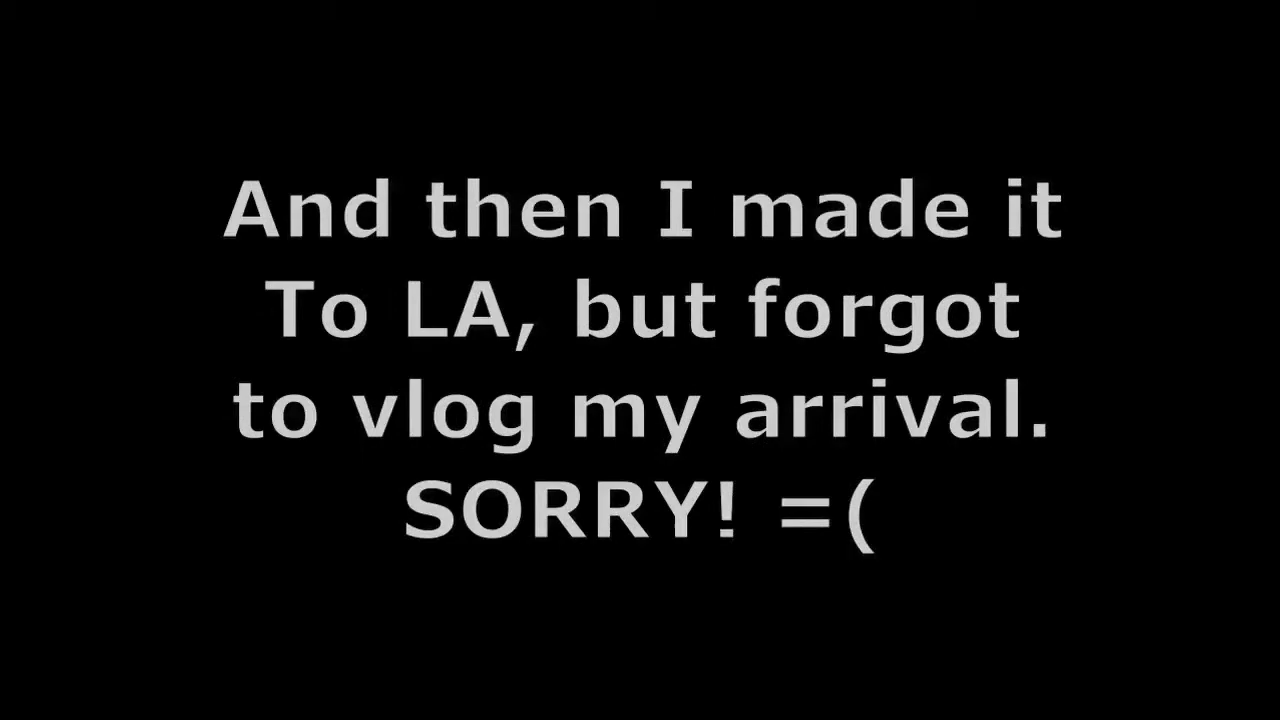 And then I made it
To LA, but forgot
to vlog my arrival.
SORRY! =(